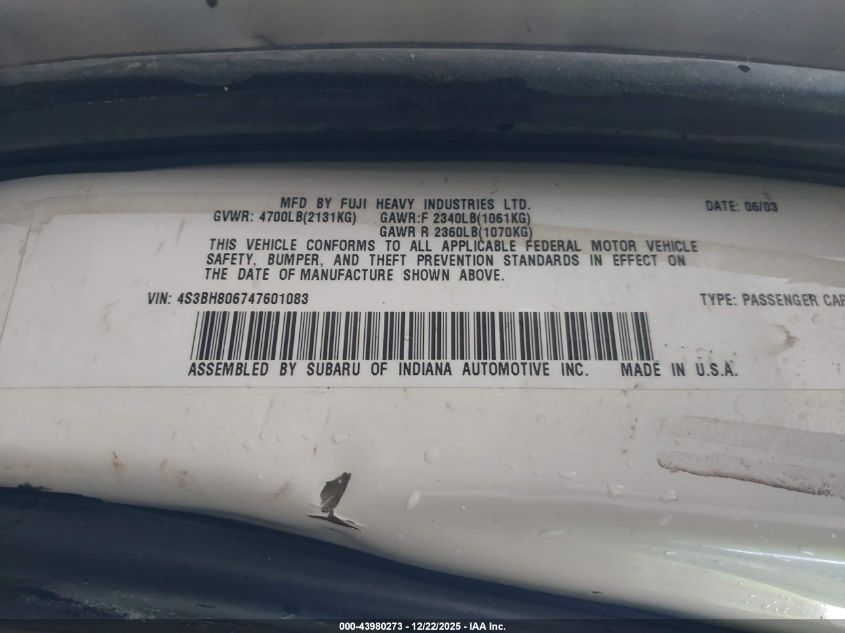 MFD BY FUJI HEAVY INDUSTRIES LTD. DATE: 06/03
GVWR: 4700LB(2131KG) GAWR:F 2340LB(1061KG)
GAWR R 2360LB(1070KG)
THIS VEHICLE CONFORMS TO ALL APPLICABLE FEDERAL MOTOR VEHICLE
SAFETY, BUMPER, AND THEFT PREVENTION STANDARDS IN EFFECT ON
THE DATE OF MANUFACTURE SHOWN ABOVE.
VIN: 4S3BH806747601083 TYPE: PASSENGER CAR
ASSEMBLED BY SUBARU OF INDIANA AUTOMOTIVE INC. MADE IN U.S.A.
000-43980273 - 12/22/2025 - IAA Inc.